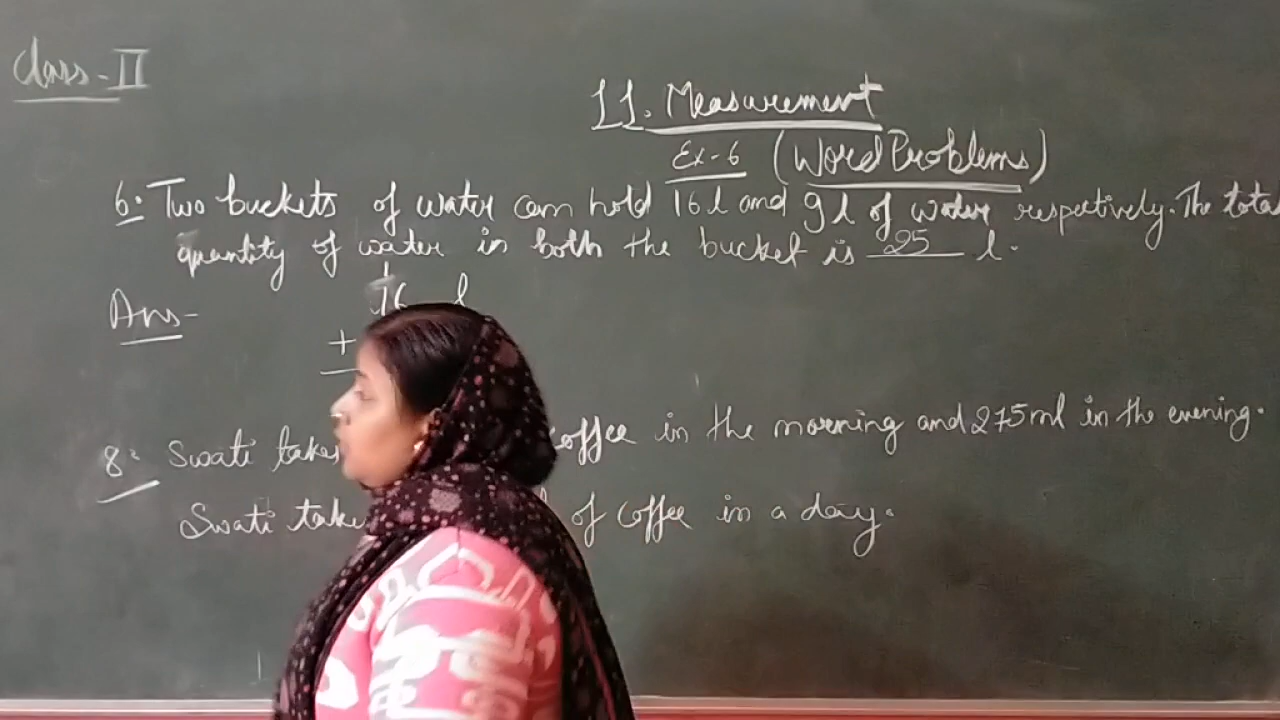 Class-II
11. Measurement
Ex-6 (Word Problems)
6. Two buckets of water can hold 16 l and 9 l of water respectively. The total
quantity of water in both the bucket is 25 l.
Ans- 16 l
+
8. Swati takes coffee in the morning and 275 ml in the evening.
Swati take of coffee in a day.